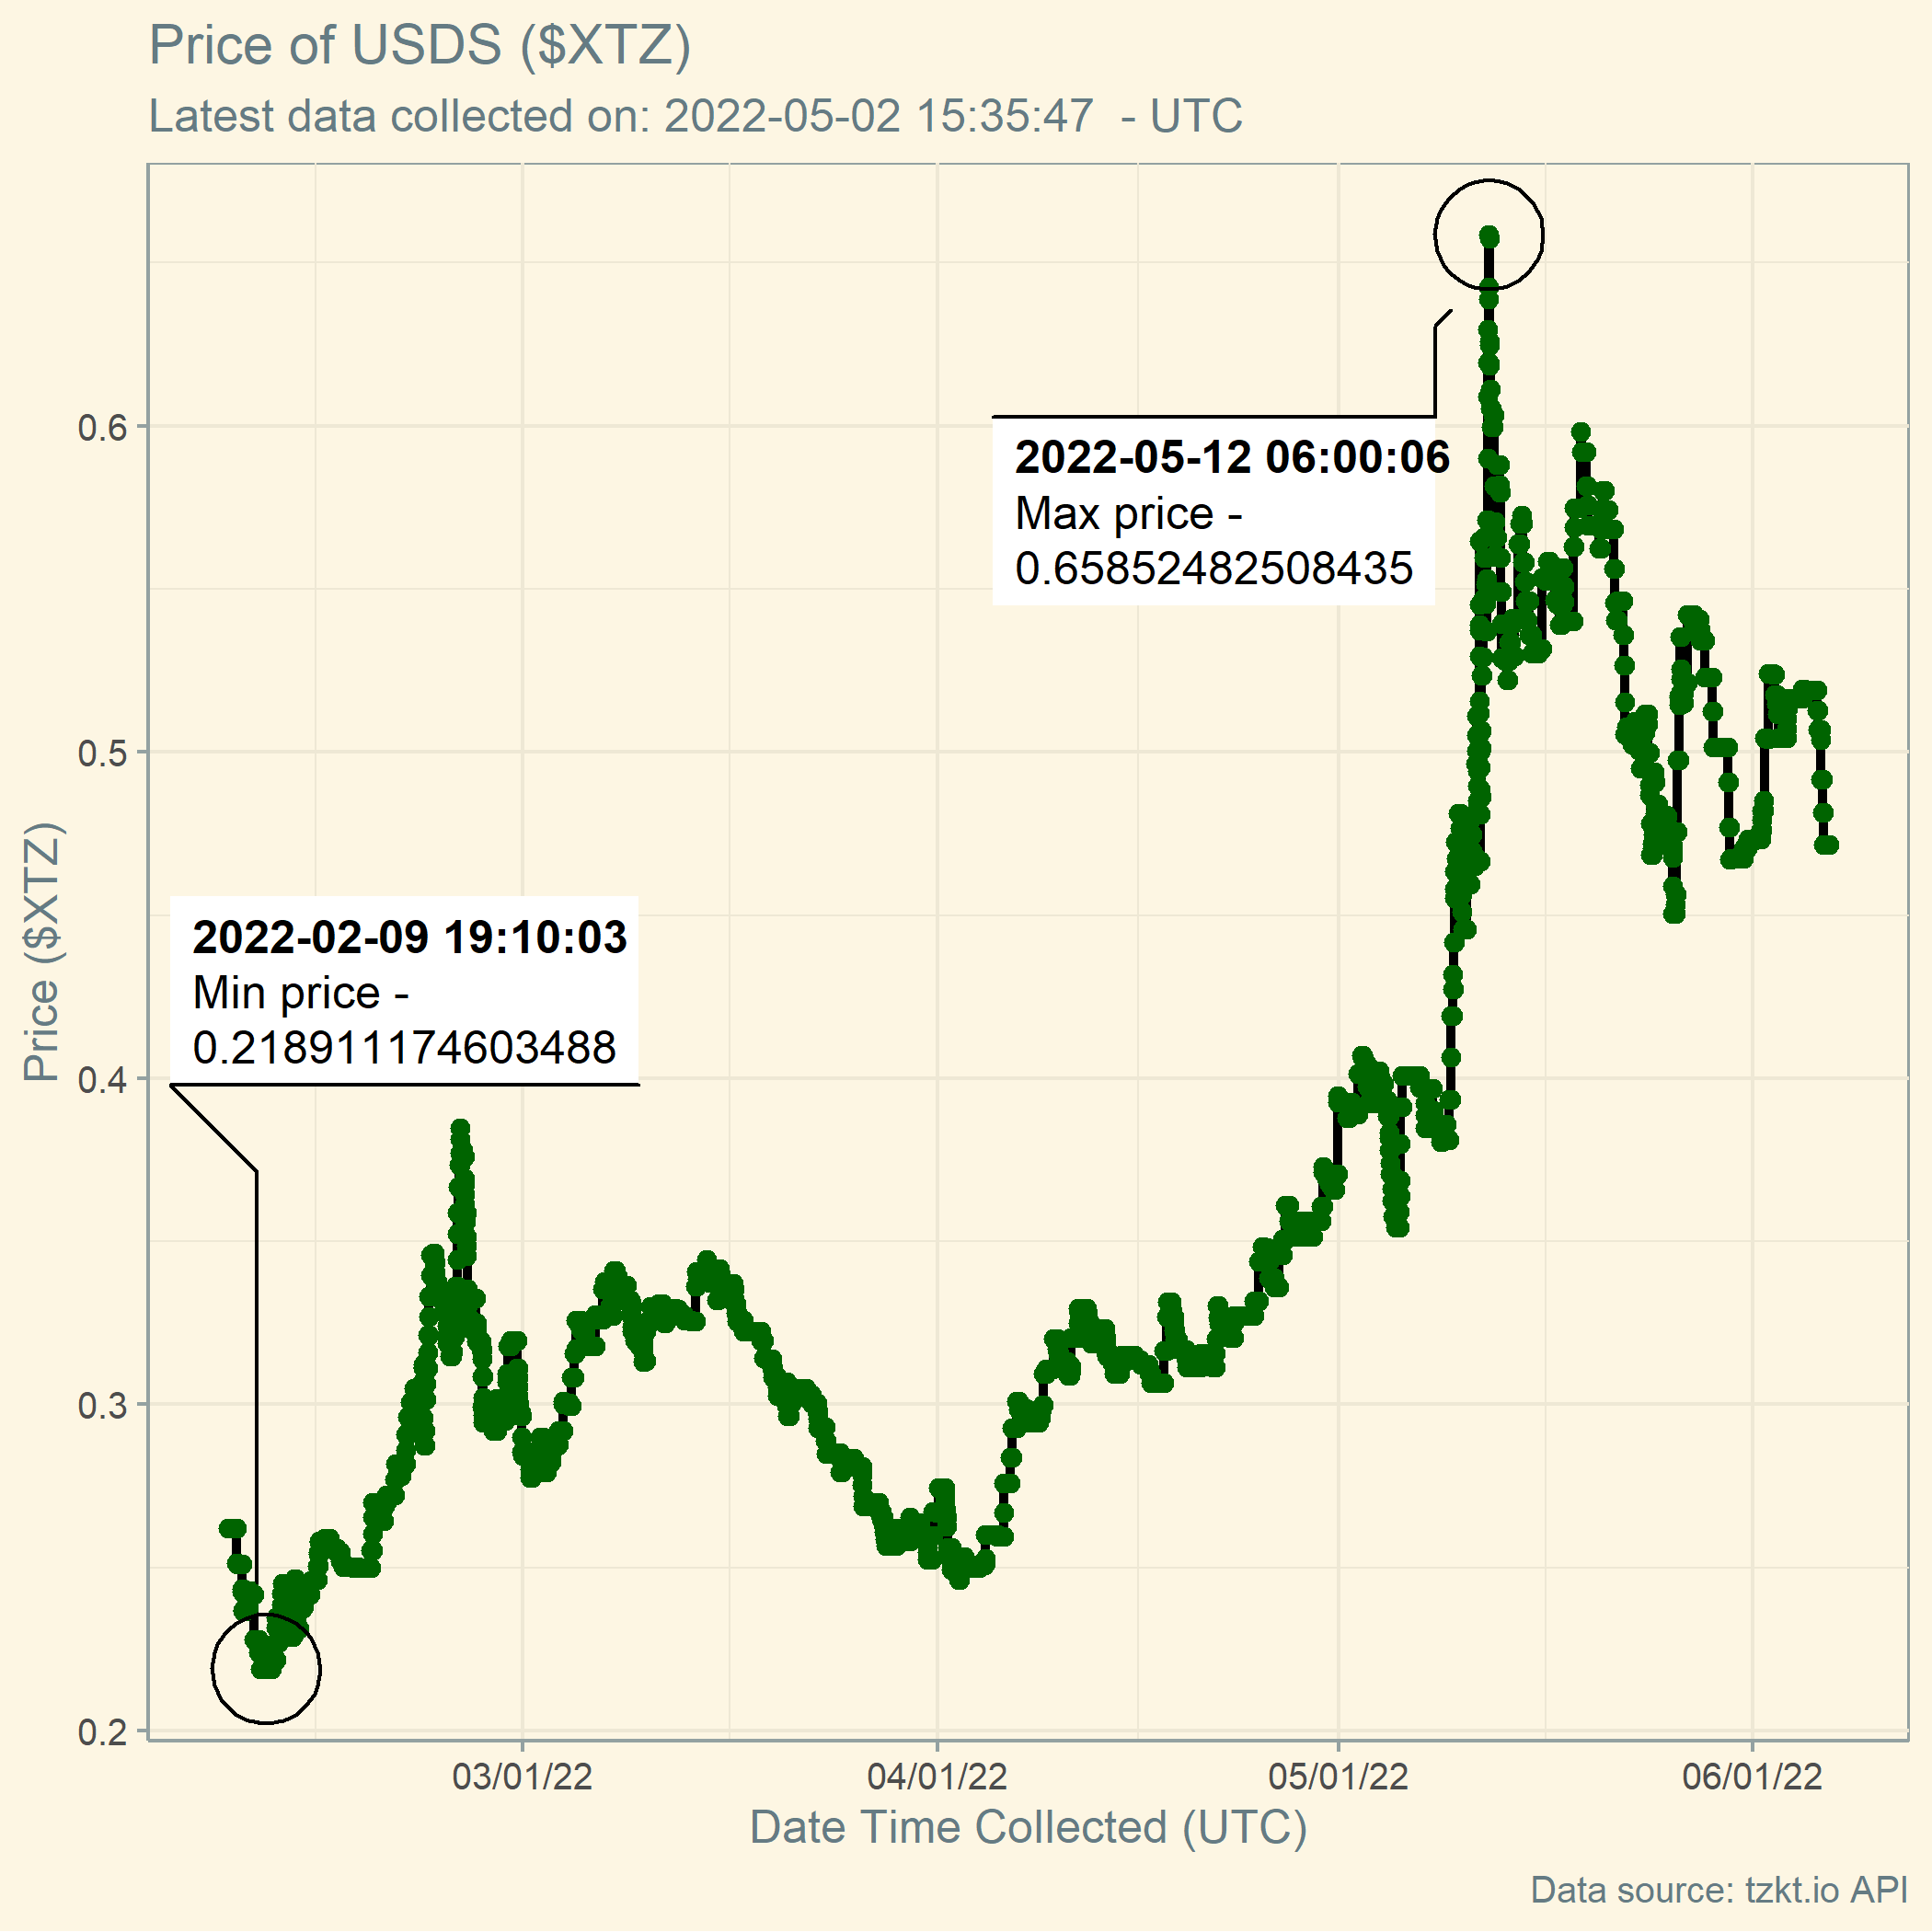 Price of USDS ($XTZ)
Latest data collected on: 2022-05-02 15:35:47  - UTC
2022-05-12 06:00:06
Max price -
0.65852482508435
2022-02-09 19:10:03
Min price -
0.218911174603488
Price ($XTZ)
0.6
0.5
0.4
0.3
0.2
03/01/22
04/01/22
05/01/22
06/01/22
Date Time Collected (UTC)
Data source: tzkt.io API